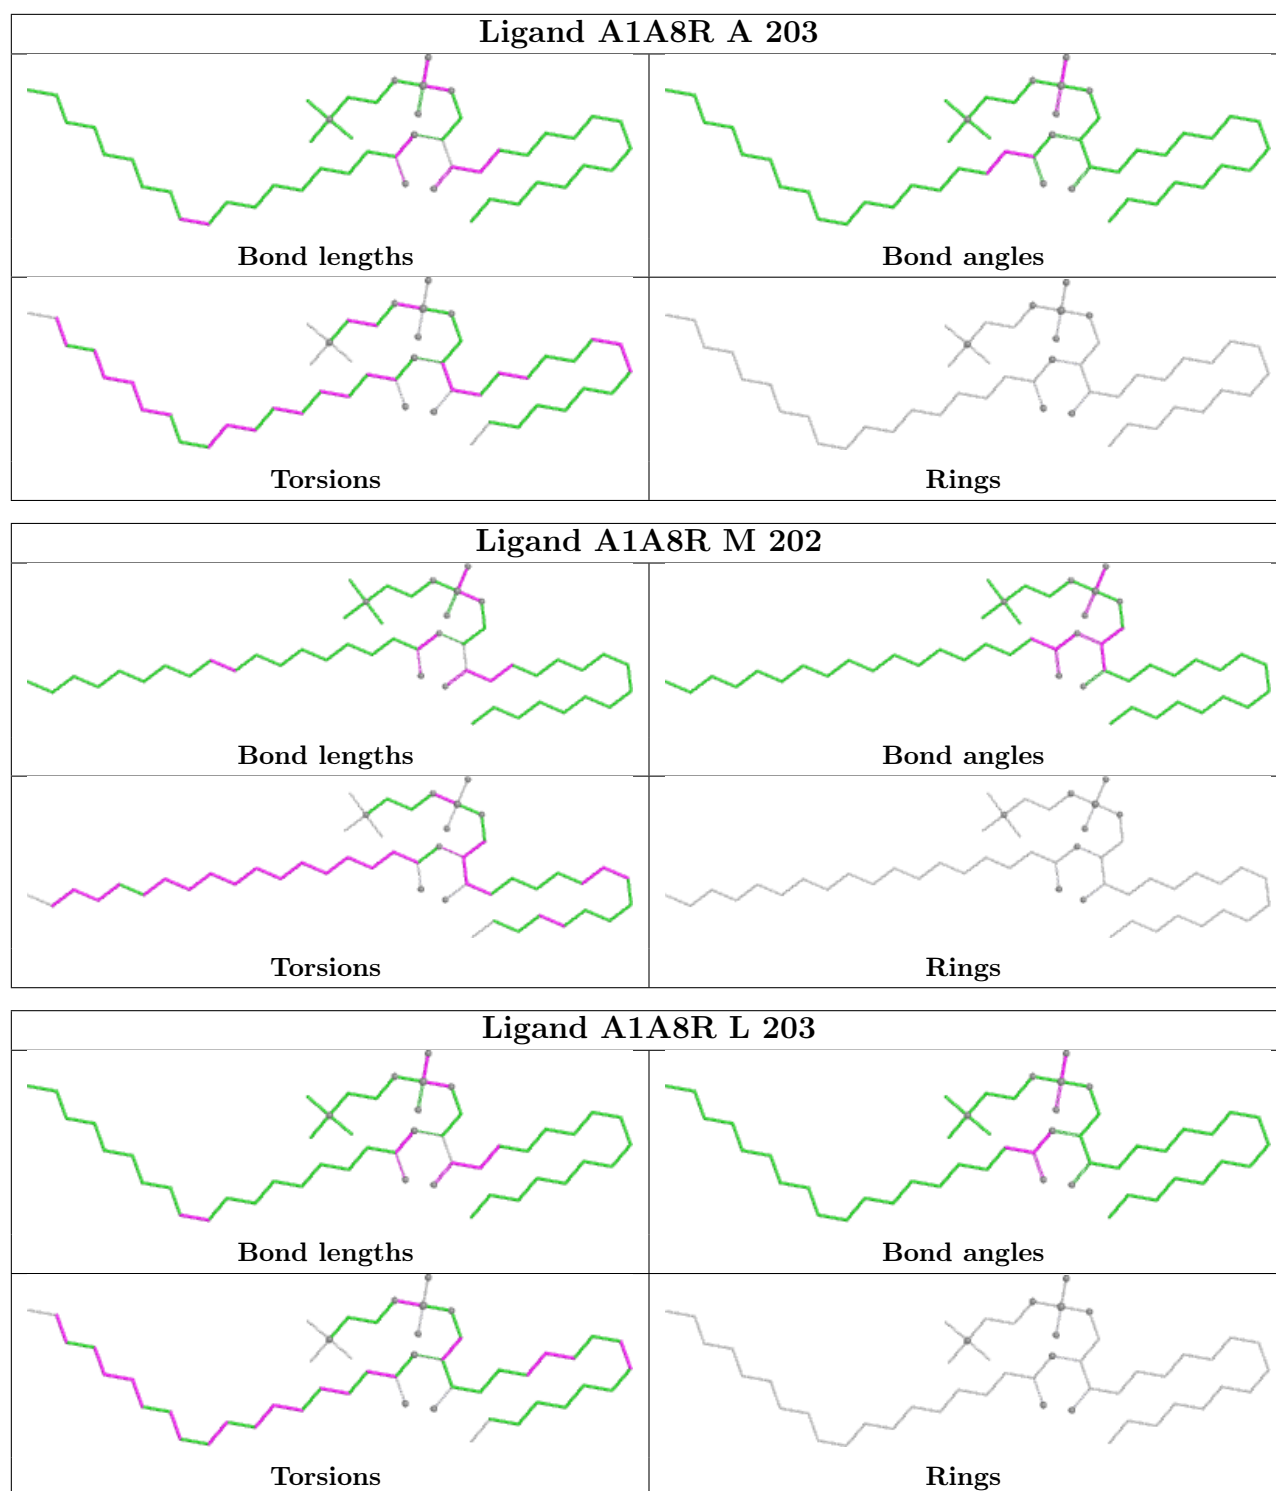 Ligand A1A8R A 203
Bond lengths
Bond angles
Torsions
Rings
Ligand A1A8R M 202
Bond lengths
Bond angles
Torsions
Rings
Ligand A1A8R L 203
Bond lengths
Bond angles
Torsions
Rings